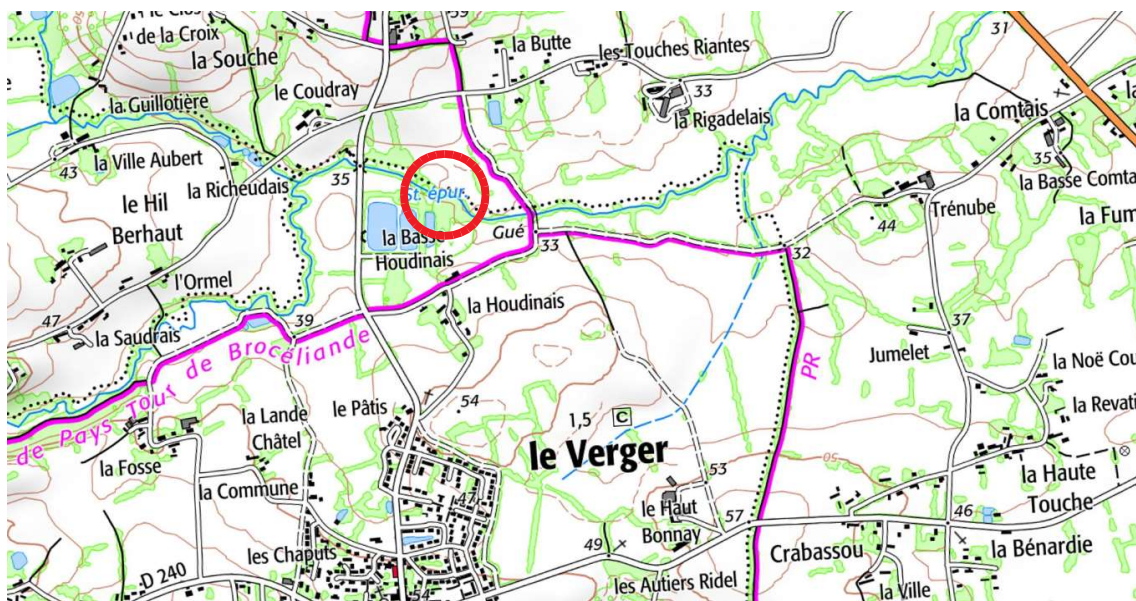 le Clos
de la Croix
39
31
la Butte
les Touches Riantes
la Souche
la Guillotière
le Coudray
33
la Rigadelais
la Comtais
la Ville Aubert
43
la Richeudais
35
St. épur.
35
la Basse Comta
le Hil
Berhaut
Trénube
44
la Fum
la Basse
Houdinais
Gué
33
32
l'Ormel
la Houdinais
47
la Saudrais
39
37
Jumelet
PR
la Noë Cou
de Pays Tour de Brocéliande
la Revati
le Pâtis
54
la Lande
Châtel
1,5
C
le Verger
50
la Fosse
53
la Haute
Touche
la Commune
47
le Haut
Bonnay
57
46
les Chaputs
49
Crabassou
la Bénardie
D 240
54
les Autiers Ridel
la Ville